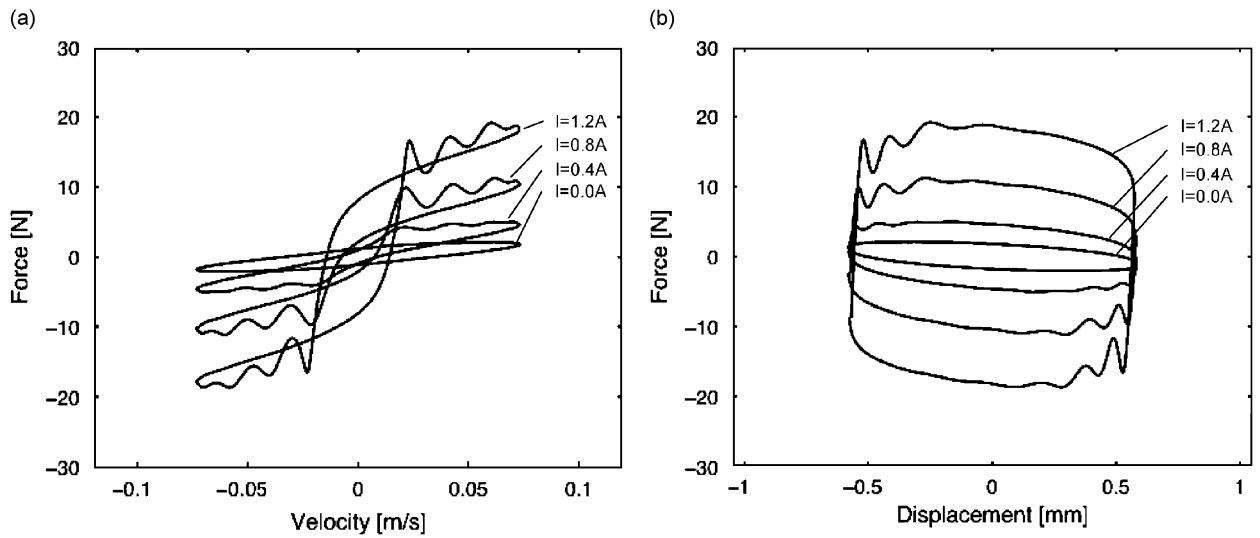 (a)
30
20
10
0
−10
−20
−30
Force [N]
−0.1
−0.05
0
0.05
0.1
Velocity [m/s]
I=1.2A
I=0.8A
I=0.4A
I=0.0A
(b)
30
20
10
0
−10
−20
−30
Force [N]
−1
−0.5
0
0.5
1
Displacement [mm]
I=1.2A
I=0.8A
I=0.4A
I=0.0A